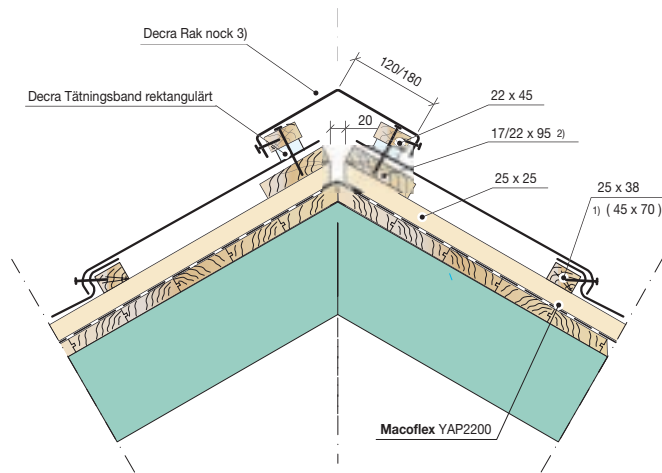 Decra Rak nock 3)
120/180
Decra Tätningsband rektangulärt
22 x 45
20
17/22 x 95 2)
25 x 25
25 x 38
1) ( 45 x 70 )
Macoflex YAP2200